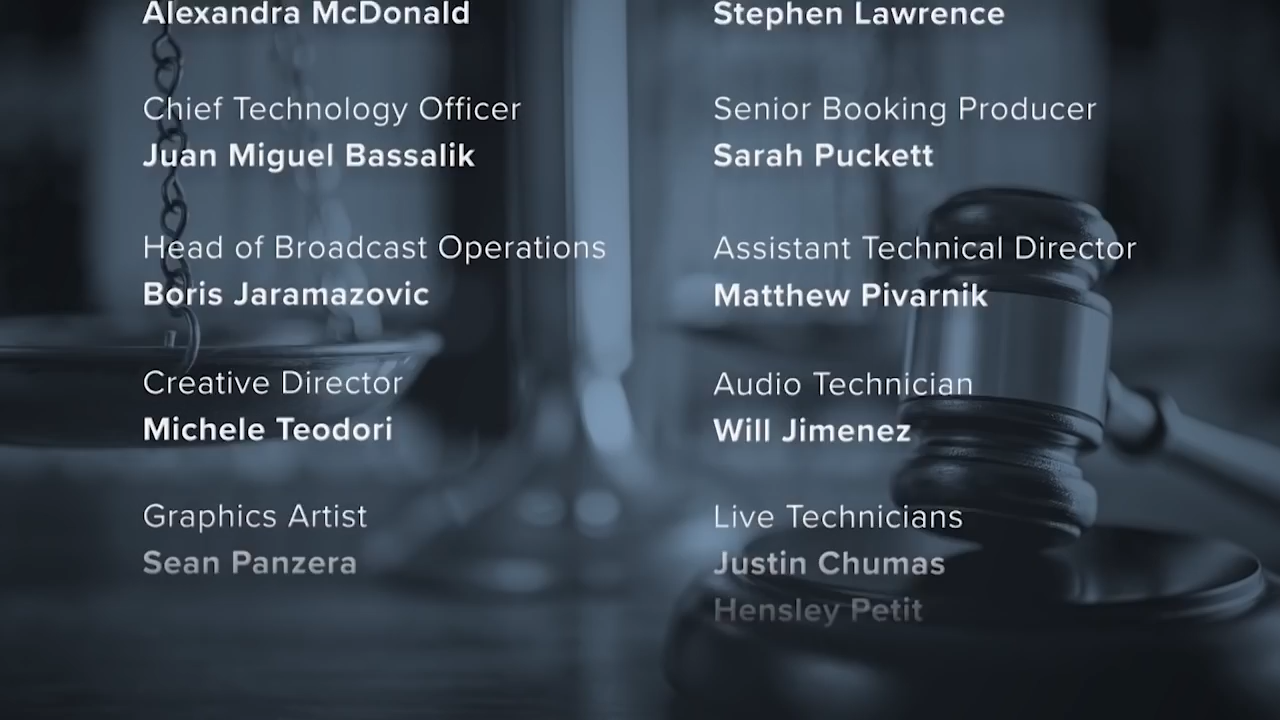 Alexandra McDonald
Chief Technology Officer
Juan Miguel Bassalik
Head of Broadcast Operations
Boris Jaramazovic
Creative Director
Michele Teodori
Graphics Artist
Sean Panzera
Stephen Lawrence
Senior Booking Producer
Sarah Puckett
Assistant Technical Director
Matthew Pivarnik
Audio Technician
Will Jimenez
Live Technicians
Justin Chumas
Hensley Petit